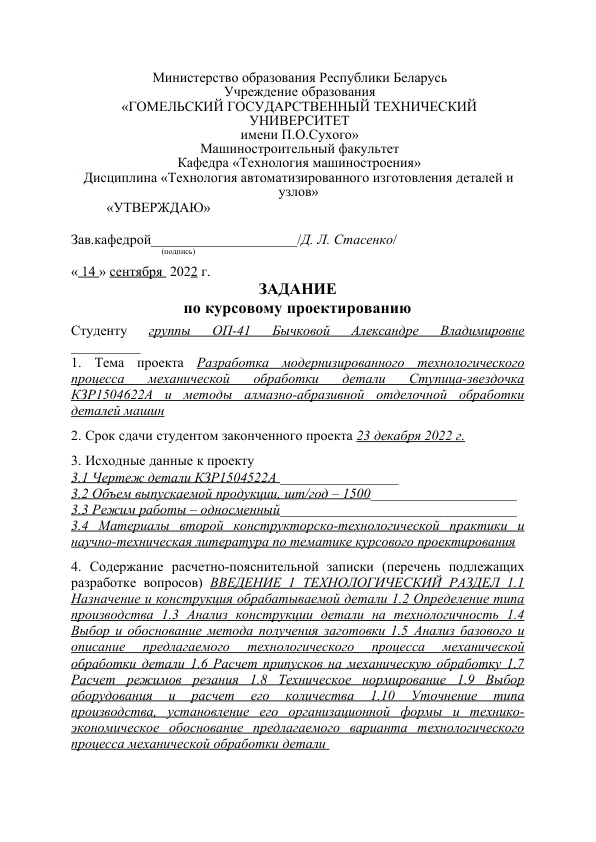 Министерство образования Республики Беларусь
Учреждение образования
«ГОМЕЛЬСКИЙ ГОСУДАРСТВЕННЫЙ ТЕХНИЧЕСКИЙ
УНИВЕРСИТЕТ
имени П.О.Сухого»
Машиностроительный факультет
Кафедра «Технология машиностроения»
Дисциплина «Технология автоматизированного изготовления деталей и
узлов»
«УТВЕРЖДАЮ»
Зав.кафедрой_____________________/Д. Л. Стасенко/
(подпись)
« 14 » сентября 2022 г.
ЗАДАНИЕ
по курсовому проектированию
Студенту группы ОП-41 Бычковой Александре Владимировне
__________
1. Тема проекта Разработка модернизированного технологического
процесса механической обработки детали Ступица-звездочка
КЗР1504622А и методы алмазно-абразивной отделочной обработки
деталей машин
2. Срок сдачи студентом законченного проекта 23 декабря 2022 г.
3. Исходные данные к проекту
3.1 Чертеж детали КЗР1504522А _________________
3.2 Объем выпускаемой продукции, шт/год – 1500_____________________
3.3 Режим работы – односменный__________________________________
3.4 Материалы второй конструкторско-технологической практики и
научно-техническая литература по тематике курсового проектирования
4. Содержание расчетно-пояснительной записки (перечень подлежащих
разработке вопросов) ВВЕДЕНИЕ 1 ТЕХНОЛОГИЧЕСКИЙ РАЗДЕЛ 1.1
Назначение и конструкция обрабатываемой детали 1.2 Определение типа
производства 1.3 Анализ конструкции детали на технологичность 1.4
Выбор и обоснование метода получения заготовки 1.5 Анализ базового и
описание предлагаемого технологического процесса механической
обработки детали 1.6 Расчет припусков на механическую обработку 1.7
Расчет режимов резания 1.8 Техническое нормирование 1.9 Выбор
оборудования и расчет его количества 1.10 Уточнение типа
производства, установление его организационной формы и технико-
экономическое обоснование предлагаемого варианта технологического
процесса механической обработки детали